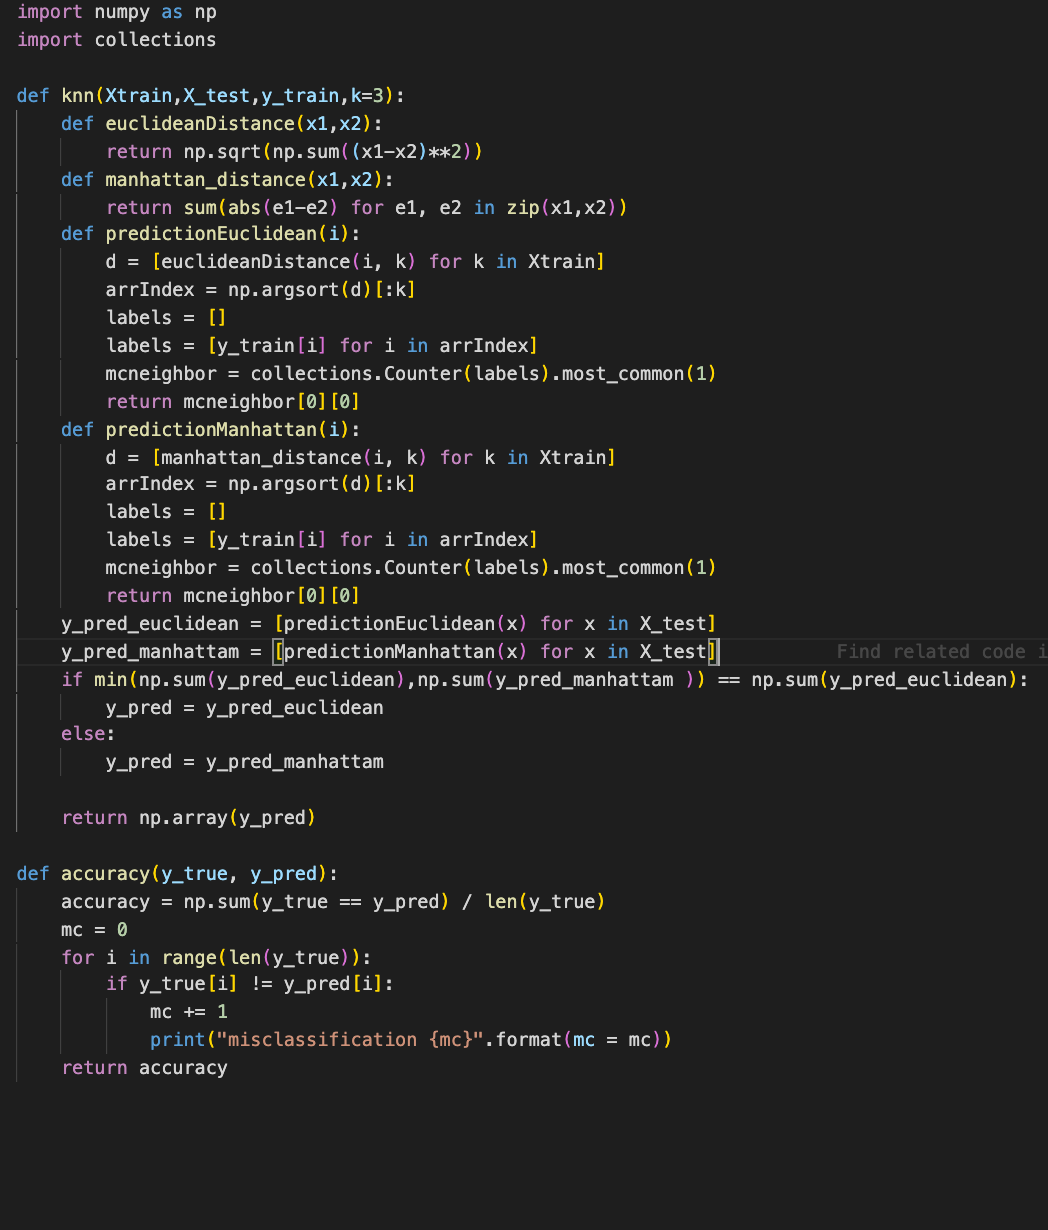 import numpy as np
import collections

def knn(Xtrain,X_test,y_train,k=3):
    def euclideanDistance(x1,x2):
        return np.sqrt(np.sum((x1-x2)**2))
    def manhattan_distance(x1,x2):
        return sum(abs(e1-e2) for e1, e2 in zip(x1,x2))
    def predictionEuclidean(i):
        d = [euclideanDistance(i, k) for k in Xtrain]
        arrIndex = np.argsort(d)[:k]
        labels = []
        labels = [y_train[i] for i in arrIndex]
        mcneighbor = collections.Counter(labels).most_common(1)
        return mcneighbor[0][0]
    def predictionManhattan(i):
        d = [manhattan_distance(i, k) for k in Xtrain]
        arrIndex = np.argsort(d)[:k]
        labels = []
        labels = [y_train[i] for i in arrIndex]
        mcneighbor = collections.Counter(labels).most_common(1)
        return mcneighbor[0][0]
    y_pred_euclidean = [predictionEuclidean(x) for x in X_test]
    y_pred_manhattam = [predictionManhattan(x) for x in X_test] Find related code i
    if min(np.sum(y_pred_euclidean),np.sum(y_pred_manhattam )) == np.sum(y_pred_euclidean):
        y_pred = y_pred_euclidean
    else:
        y_pred = y_pred_manhattam

    return np.array(y_pred)

def accuracy(y_true, y_pred):
    accuracy = np.sum(y_true == y_pred) / len(y_true)
    mc = 0
    for i in range(len(y_true)):
        if y_true[i] != y_pred[i]:
            mc += 1
            print("misclassification {mc}".format(mc = mc))
    return accuracy